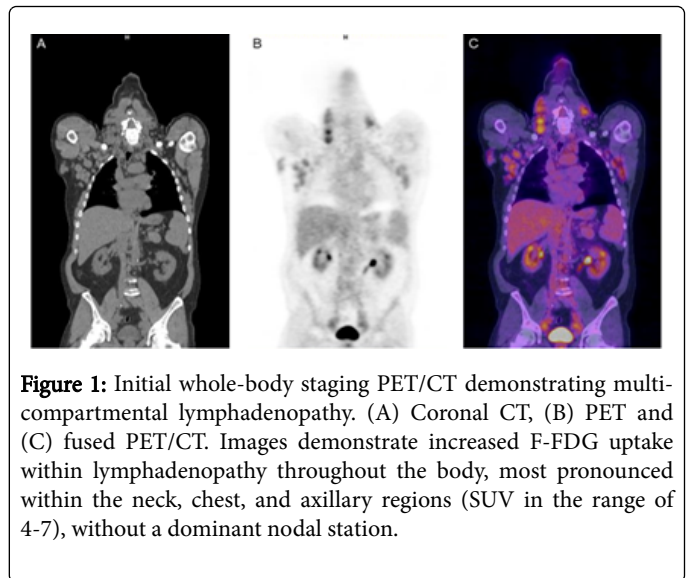 A B C
Figure 1: Initial whole-body staging PET/CT demonstrating multi-
compartmental lymphadenopathy. (A) Coronal CT, (B) PET and
(C) fused PET/CT. Images demonstrate increased F-FDG uptake
within lymphadenopathy throughout the body, most pronounced
within the neck, chest, and axillary regions (SUV in the range of
4-7), without a dominant nodal station.